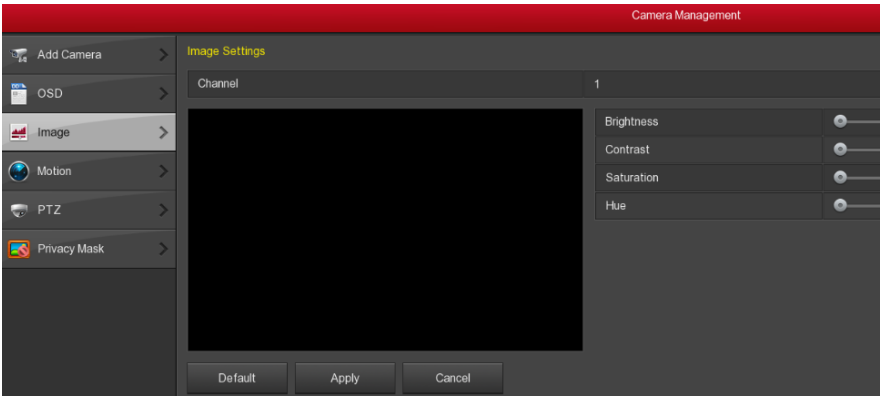 Camera Management
Add Camera
OSD
Image
Motion
PTZ
Privacy Mask
Image Settings
Channel 1
Brightness
Contrast
Saturation
Hue
Default Apply Cancel